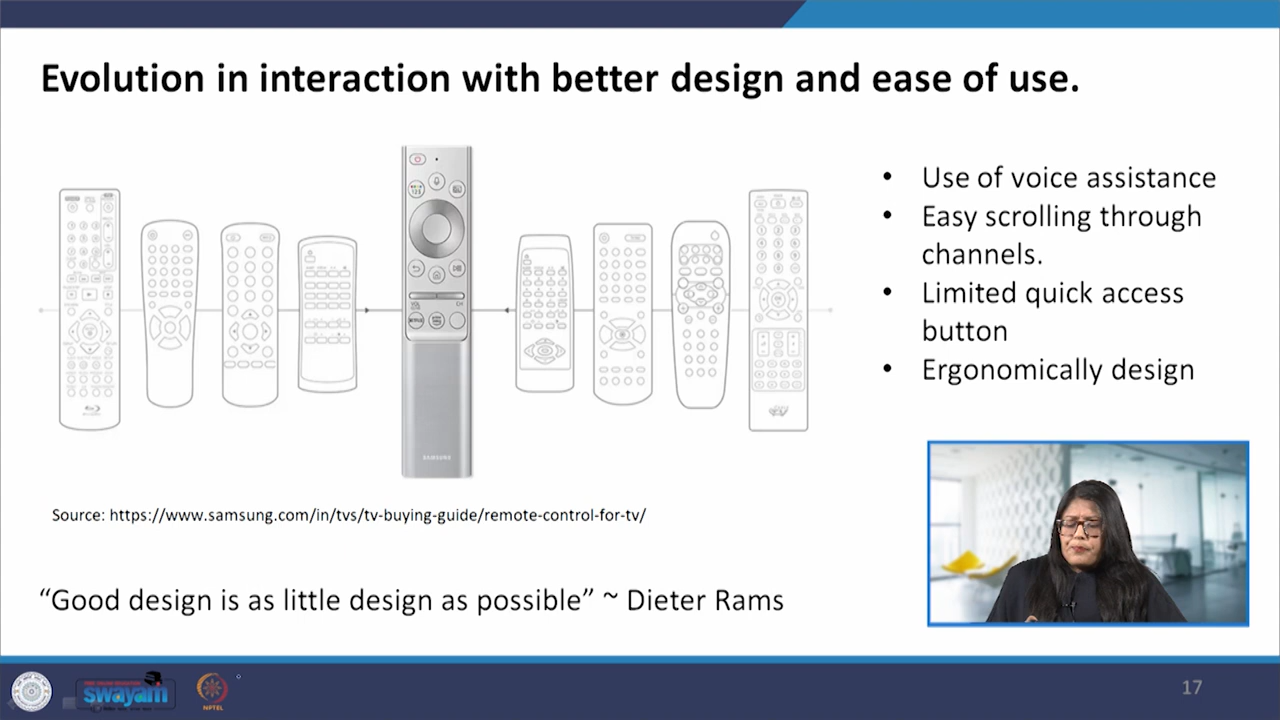 Evolution in interaction with better design and ease of use.
• Use of voice assistance
• Easy scrolling through
channels.
• Limited quick access
button
• Ergonomically design
SAMSUNG
Source: https://www.samsung.com/in/tvs/tv-buying-guide/remote-control-for-tv/
“Good design is as little design as possible” ~ Dieter Rams
swayam
NPTEL
17